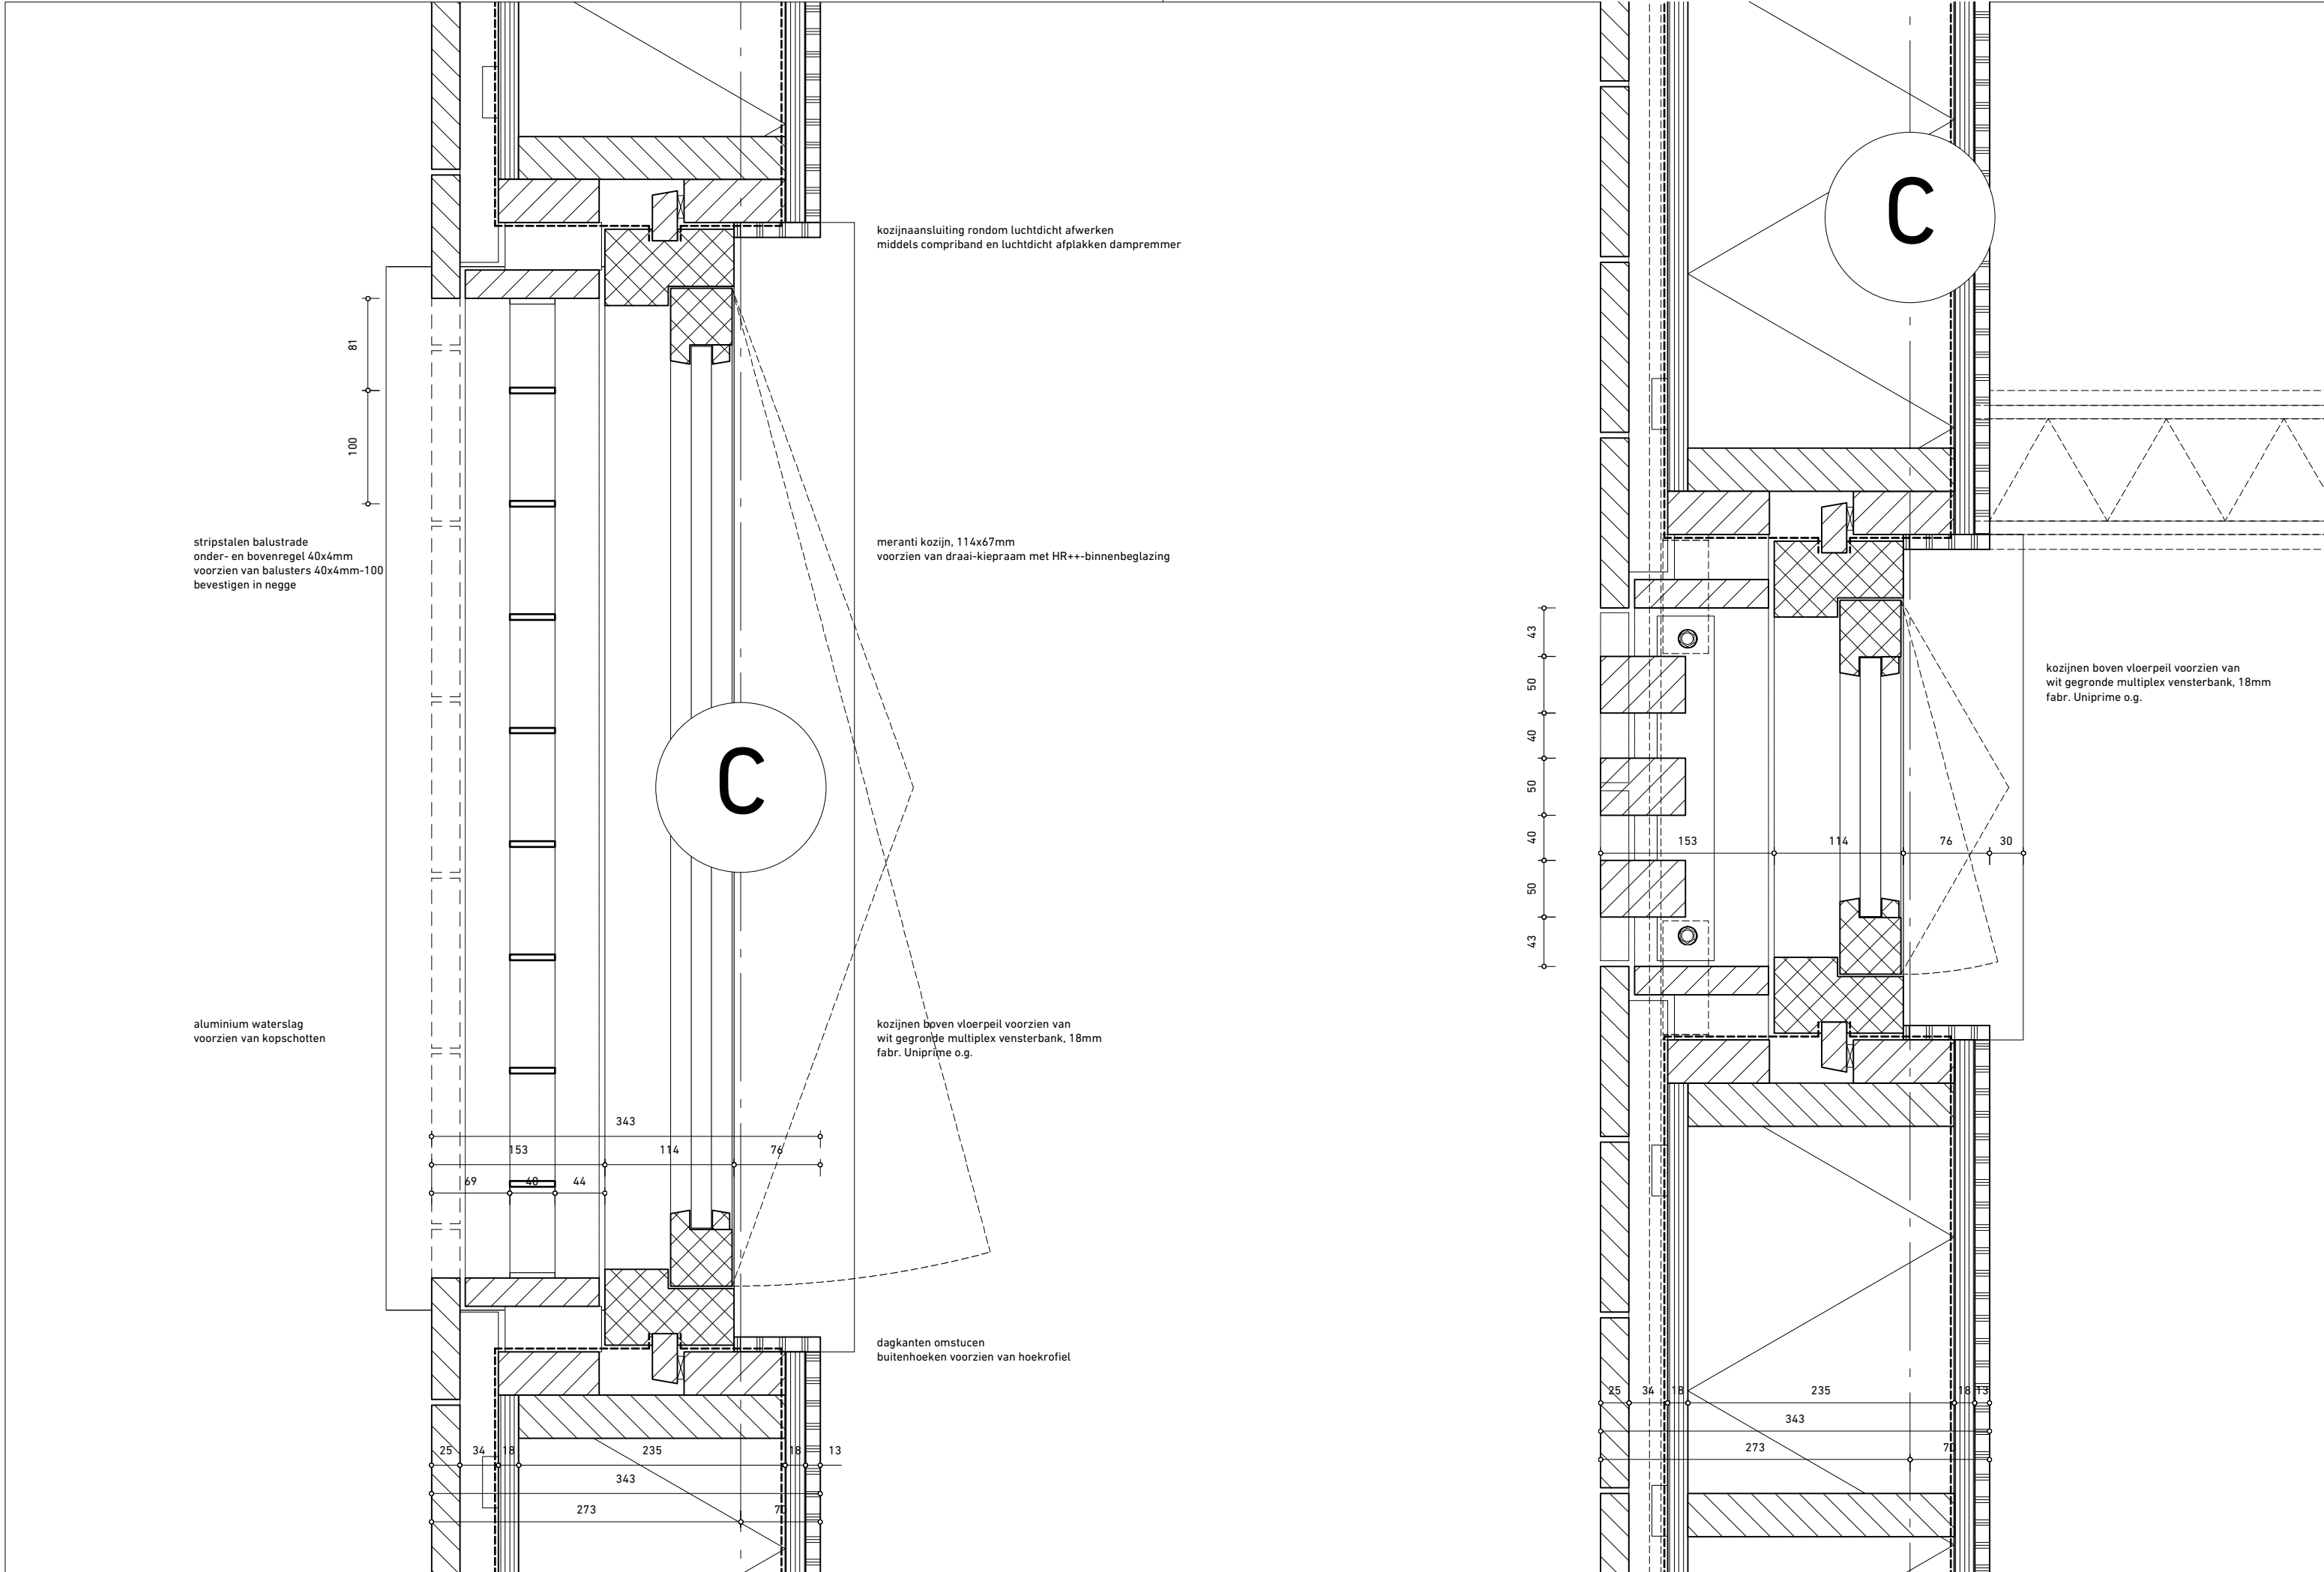 C
kozijnaansluiting rondom luchtdicht afwerken
middels compriband en luchtdicht afplakken dampremmer
81
100
stripstalen balustrade
onder- en bovenregel 40x4mm
voorzien van balusters 40x4mm-100
bevestigen in negge
meranti kozijn, 114x67mm
voorzien van draai-kiepraam met HR++-binnenbeglazing
C
aluminium waterslag
voorzien van kopschotten
kozijnen boven vloerpeil voorzien van
wit gegronde multiplex vensterbank, 18mm
fabr. Uniprime o.g.
343
153
114
76
69
40
44
dagkanten omstucen
buitenhoeken voorzien van hoekrofiel
25
34
18
235
18
13
343
273
70
43
50
40
50
40
50
43
kozijnen boven vloerpeil voorzien van
wit gegronde multiplex vensterbank, 18mm
fabr. Uniprime o.g.
153
114
76
30
25
34
18
235
18
13
343
273
70